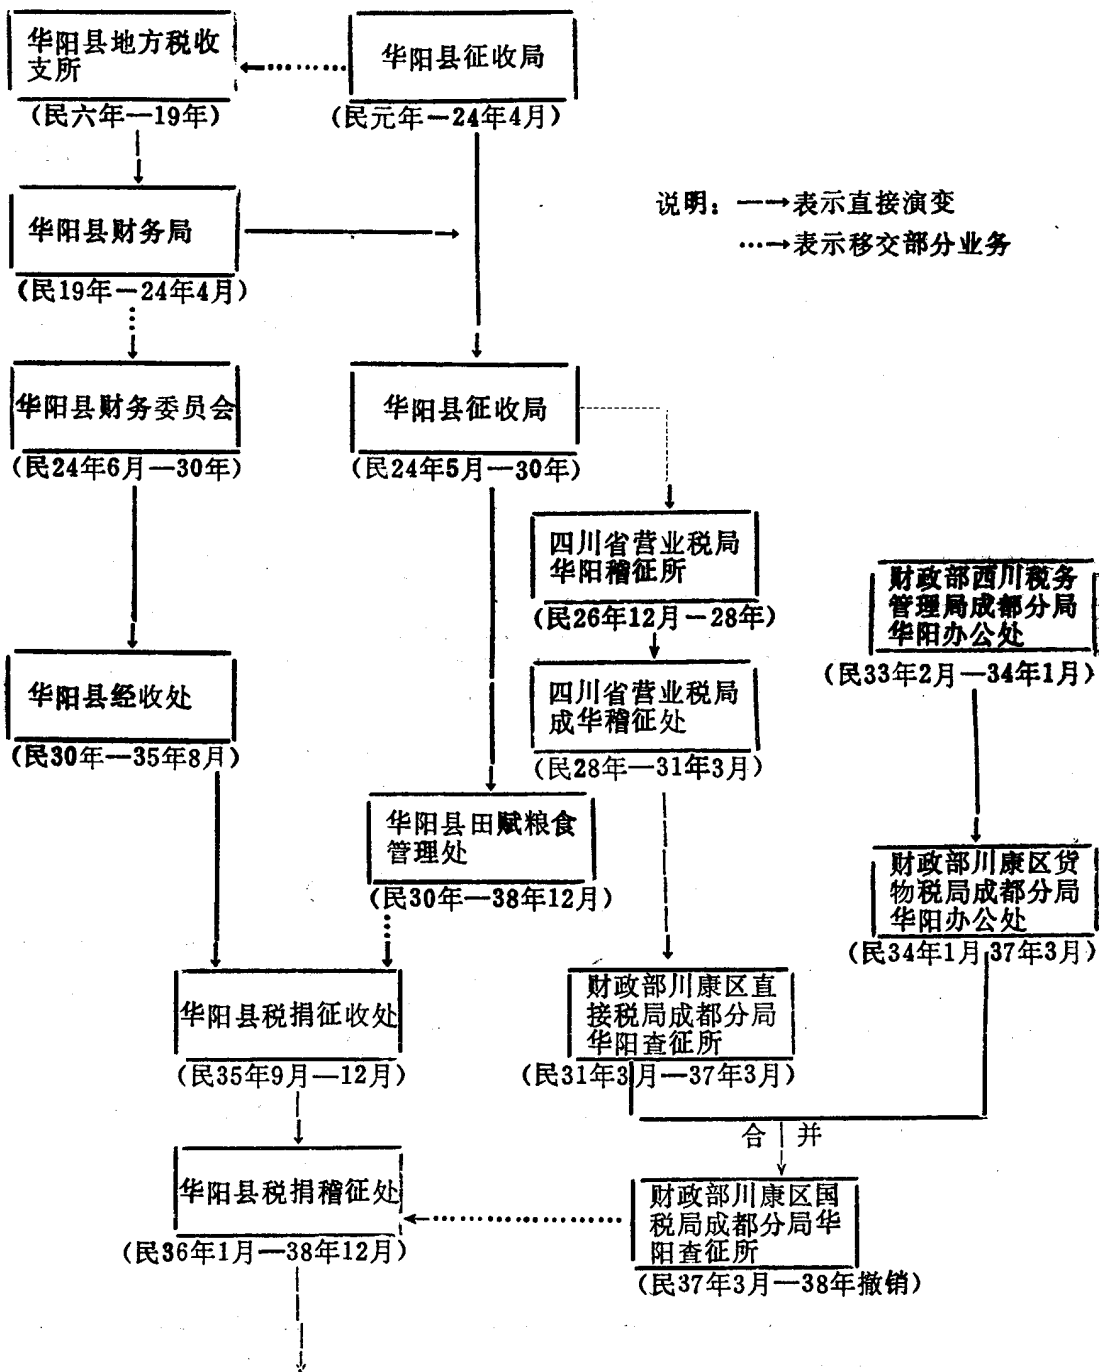 华阳县地方税收
支所
(民六年—19年)
华阳县征收局
(民元年—24年4月)
华阳县财务局
(民19年—24年4月)
说明：—→表示直接演变
···→表示移交部分业务
华阳县财务委员会
(民24年6月—30年)
华阳县征收局
(民24年5月—30年)
四川省营业税局
华阳稽征所
(民26年12月—28年)
财政部西川税务
管理局成都分局
华阳办公处
(民33年2月—34年1月)
华阳县经收处
(民30年—35年8月)
四川省营业税局
成华稽征处
(民28年—31年3月)
华阳县田赋粮食
管理处
(民30年—38年12月)
财政部川康区货
物税局成都分局
华阳办公处
(民34年1月37年3月)
华阳县税捐征收处
(民35年9月—12月)
财政部川康区直
接税局成都分局
华阳查征所
(民31年3月—37年3月)
合并
华阳县税捐稽征处
(民36年1月—38年12月)
财政部川康区国
税局成都分局华
阳查征所
(民37年3月—38年撤销)